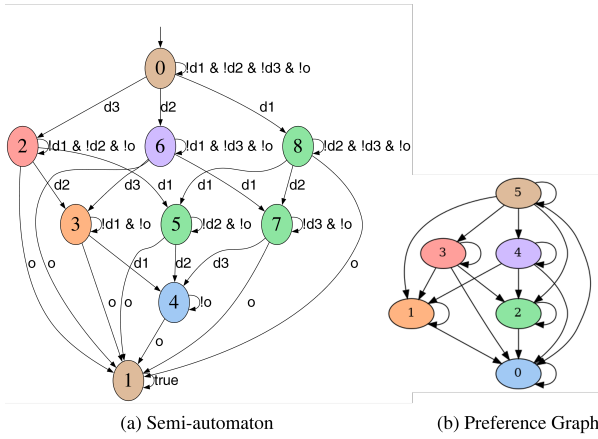 0
!d1 & !d2 & !d3 & !o
d3
d2
d1
2
!d1 & !d2 & !o
6
!d1 & !d3 & !o
8
!d2 & !d3 & !o
d2
d3
d1
d1
d1
d2
3
!d1 & !o
5
!d2 & !o
7
!d3 & !o
o
o
d1
d2
d3
o
o
o
4
!o
o
o
1
true
5
3
4
1
2
0
(a) Semi-automaton
(b) Preference Graph